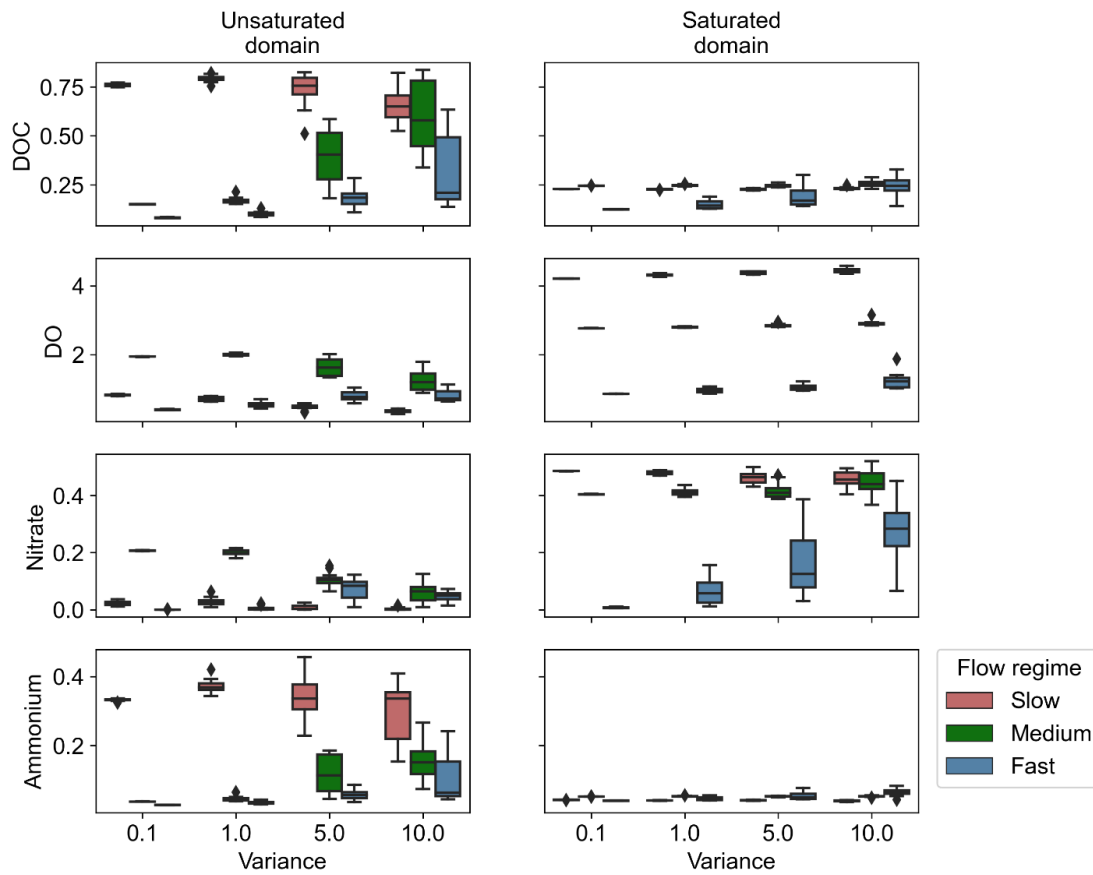 Unsaturated
domain
Saturated
domain
DOC
0.75
0.50
0.25
DO
4
2
Nitrate
0.4
0.2
0.0
Ammonium
0.4
0.2
0.1 1.0 5.0 10.0
Variance
0.1 1.0 5.0 10.0
Variance
Flow regime
Slow
Medium
Fast